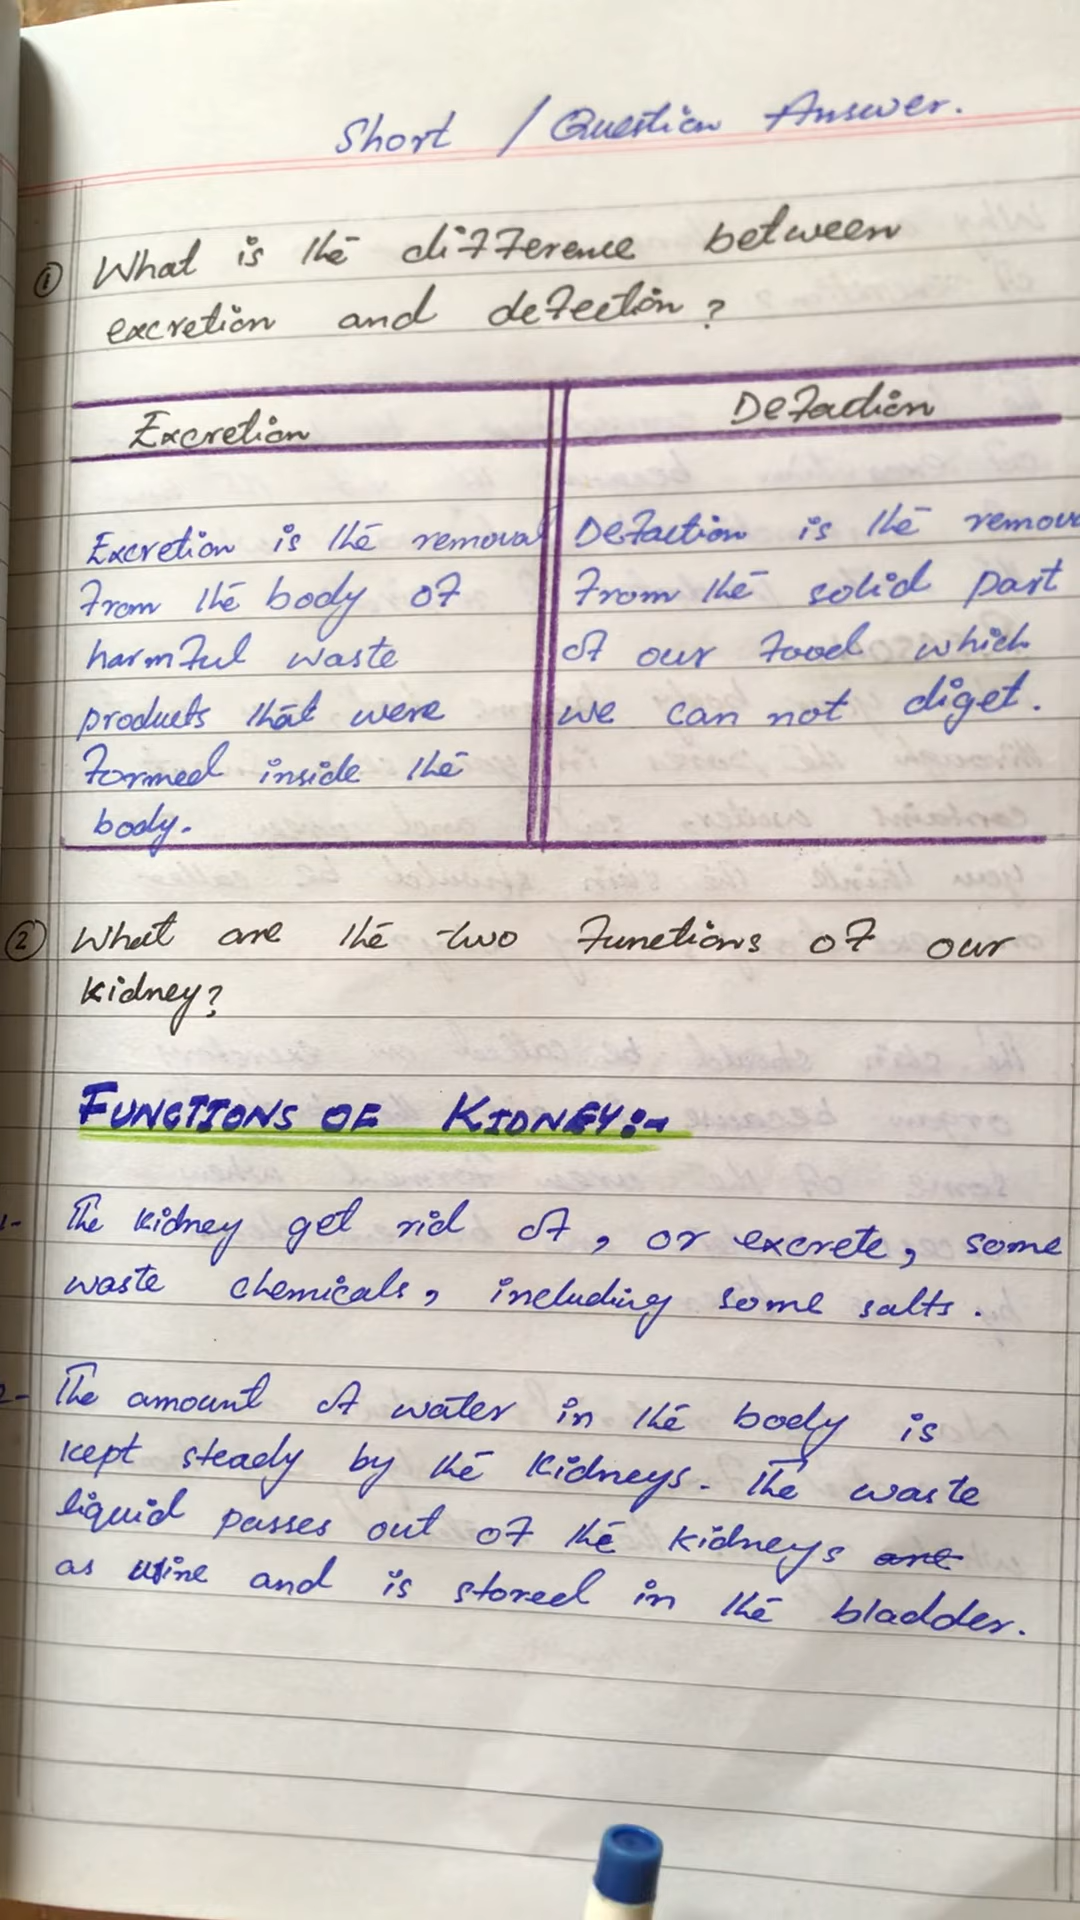 Short / Question Answer.
① What is the difference between
excretion and defection?
Excretion
Excretion is the removal
from the body of
harmful waste
products that were
formed inside the
body.
Defaction
Defaction is the remov
from the solid part
of our food which
we can not diget.
② What are the two functions of our
kidney?
FUNCTIONS OF KIDNEY:-
1- The kidney get rid of, or excrete, some
waste chemicals, including some salts.
2- The amount of water in the body is
kept steady by the kidneys. The waste
liquid passes out of the kidneys are
as urine and is stored in the bladder.